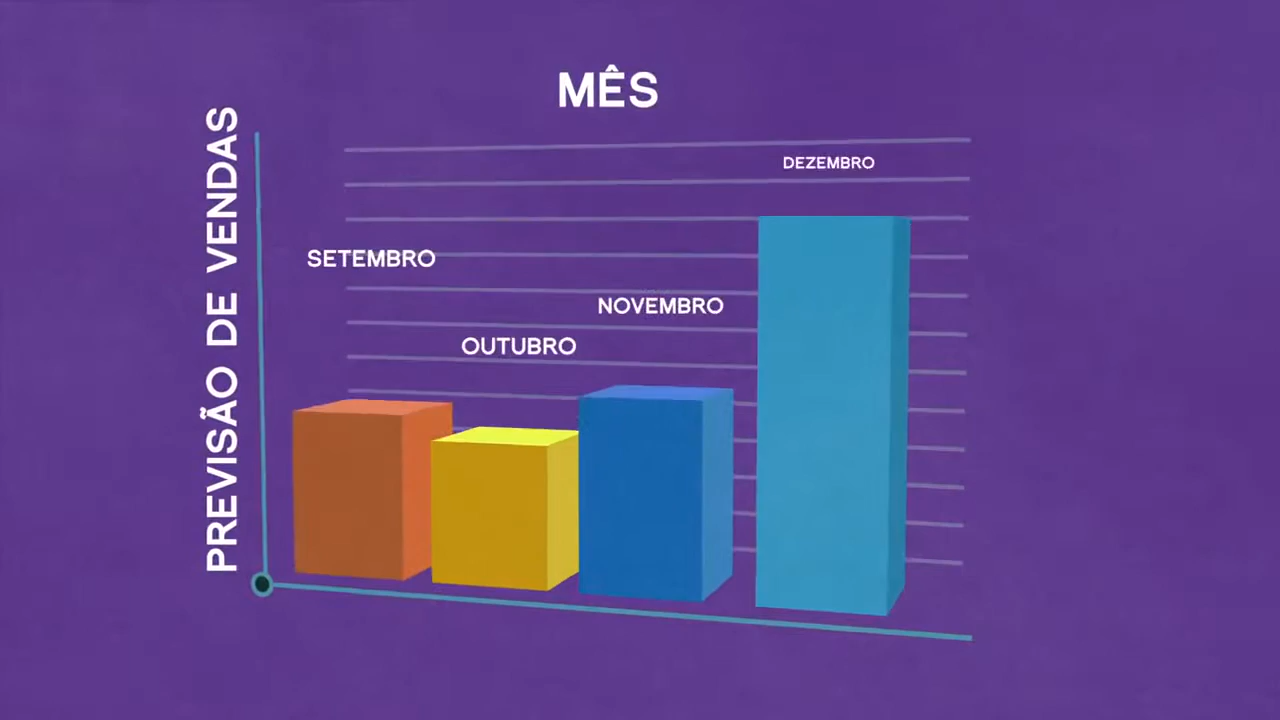 MÊS
PREVISÃO DE VENDAS
DEZEMBRO
SETEMBRO
NOVEMBRO
OUTUBRO